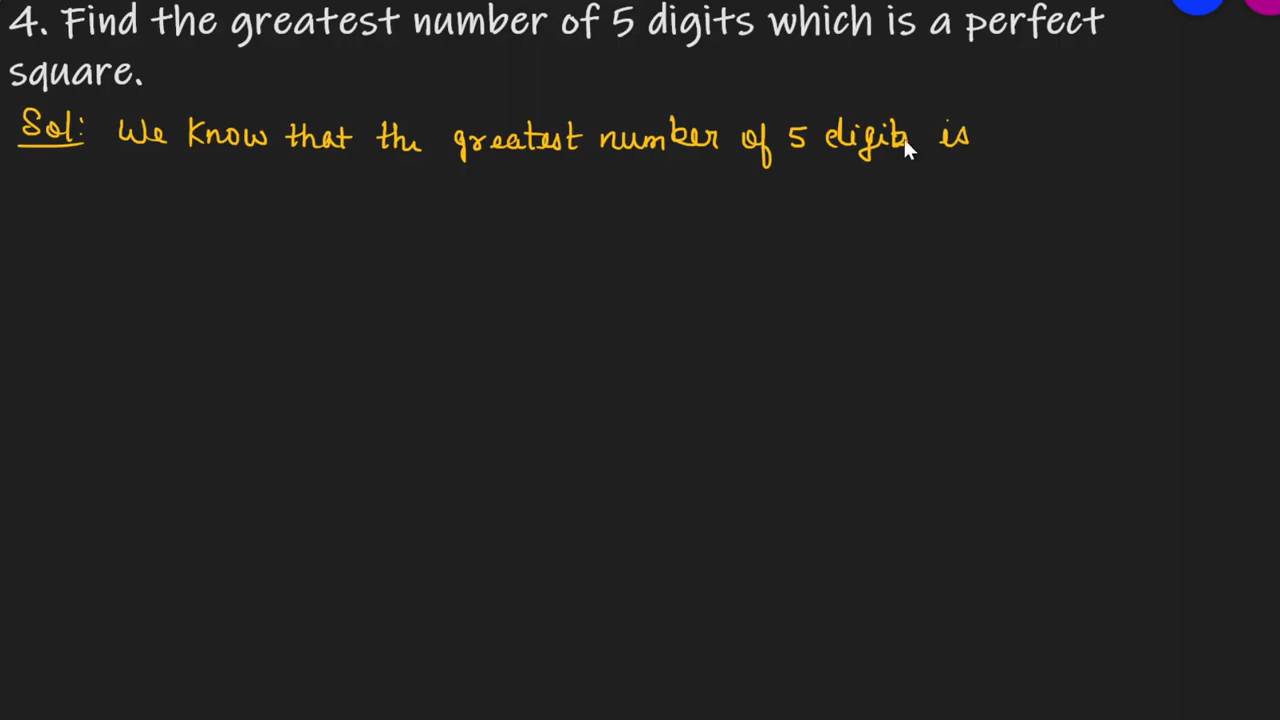 4. Find the greatest number of 5 digits which is a perfect
square.
Sol: We know that the greatest number of 5 digits is